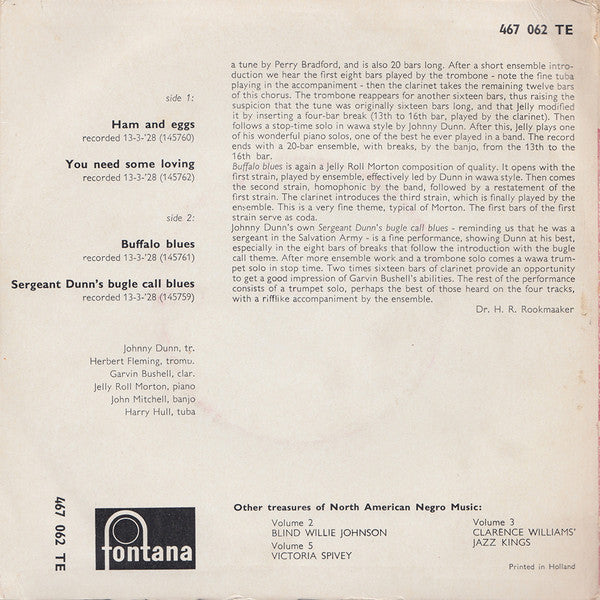 467 062 TE
side 1:
Ham and eggs
recorded 13-3-'28 (145760)
You need some loving
recorded 13-3-'28 (145762)
side 2:
Buffalo blues
recorded 13-3-'28 (145761)
Sergeant Dunn's bugle call blues
recorded 13-3-'28 (145759)
Johnny Dunn, tr.
Herbert Fleming, tromb.
Garvin Bushell, clar.
Jelly Roll Morton, piano
John Mitchell, banjo
Harry Hull, tuba
a tune by Perry Bradford, and is also 20 bars long. After a short ensemble intro-
duction we hear the first eight bars played by the trombone - note the fine tuba
playing in the accompaniment - then the clarinet takes the remaining twelve bars
of this chorus. The trombone reappears for another sixteen bars, thus raising the
suspicion that the tune was originally sixteen bars long, and that Jelly modified
it by inserting a four-bar break (13th to 16th bar, played by the clarinet). Then
follows a stop-time solo in wawa style by Johnny Dunn. After this, Jelly plays one
of his wonderful piano solos, one of the best he ever played in a band. The record
ends with a 20-bar ensemble, with breaks, by the banjo, from the 13th to the
16th bar.
Buffalo blues is again a Jelly Roll Morton composition of quality. It opens with the
first strain, played by ensemble, effectively led by Dunn in wawa style. Then comes
the second strain, homophonic by the band, followed by a restatement of the
first strain. The clarinet introduces the third strain, which is finally played by the
ensemble. This is a very fine theme, typical of Morton. The first bars of the first
strain serve as coda.
Johnny Dunn's own Sergeant Dunn's bugle call blues - reminding us that he was a
sergeant in the Salvation Army - is a fine performance, showing Dunn at his best,
especially in the eight bars of breaks that follow the introduction with the bugle
call theme. After more ensemble work and a trombone solo comes a wawa trum-
pet solo in stop time. Two times sixteen bars of clarinet provide an opportunity
to get a good impression of Garvin Bushell's abilities. The rest of the performance
consists of a trumpet solo, perhaps the best of those heard on the four tracks,
with a rifflike accompaniment by the ensemble.
Dr. H. R. Rookmaaker
467 062 TE
fontana
Other treasures of North American Negro Music:
Volume 2
BLIND WILLIE JOHNSON
Volume 5
VICTORIA SPIVEY
Volume 3
CLARENCE WILLIAMS'
JAZZ KINGS
Printed in Holland